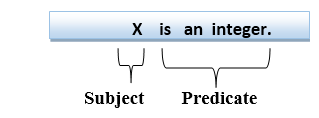 X is an integer.
Subject Predicate